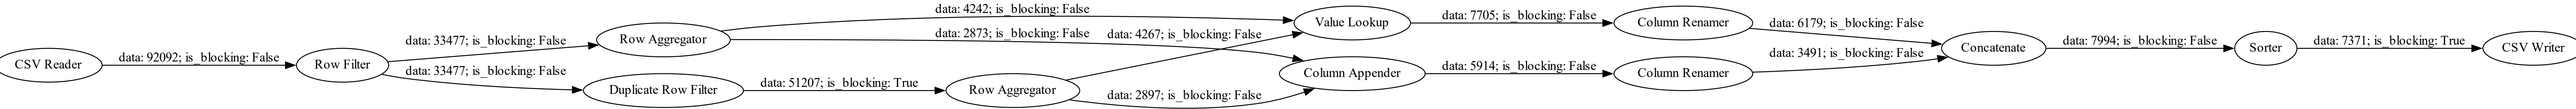 CSV Reader
data: 92092; is_blocking: False
Row Filter
data: 33477; is_blocking: False
data: 33477; is_blocking: False
Row Aggregator
Duplicate Row Filter
data: 51207; is_blocking: True
Row Aggregator
data: 4242; is_blocking: False
data: 2873; is_blocking: False
data: 4267; is_blocking: False
data: 2897; is_blocking: False
Value Lookup
Column Appender
data: 7705; is_blocking: False
data: 5914; is_blocking: False
Column Renamer
Column Renamer
data: 6179; is_blocking: False
data: 3491; is_blocking: False
Concatenate
data: 7994; is_blocking: False
Sorter
data: 7371; is_blocking: True
CSV Writer